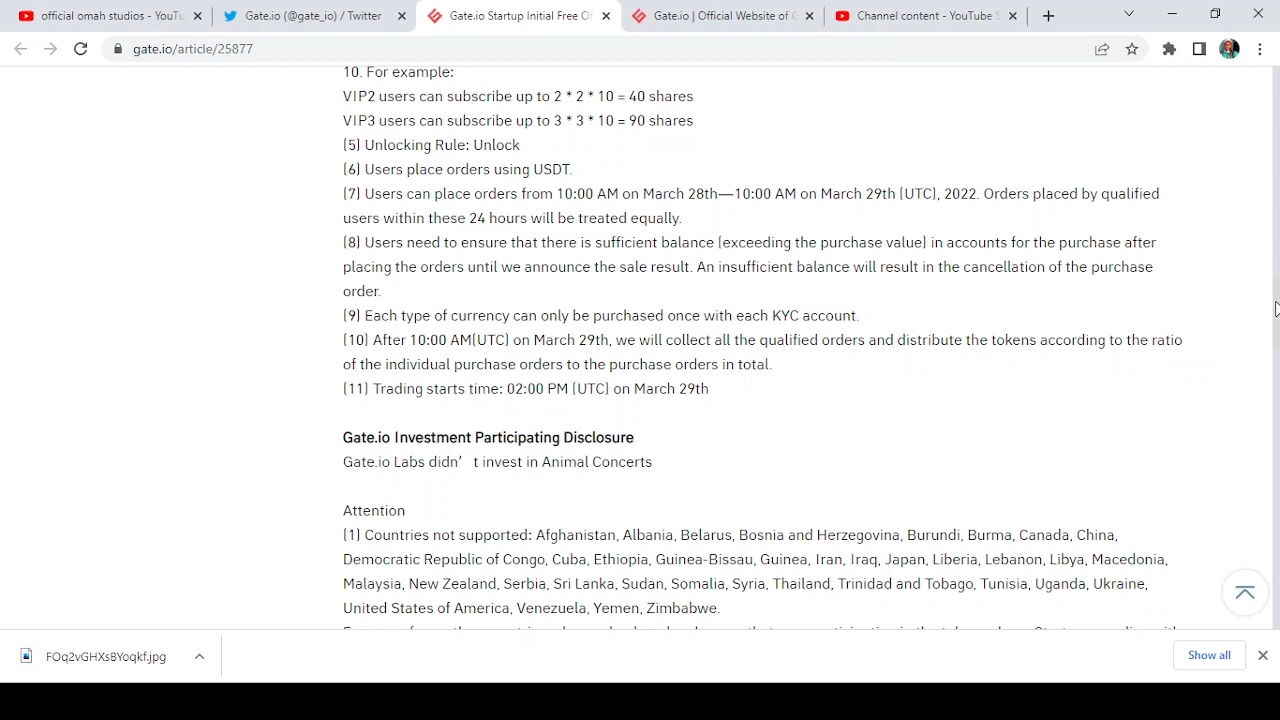 official omah studios - YouTu
Gate.io (@gate_io) / Twitter
Gate.io Startup Initial Free Of
Gate.io | Official Website of C
Channel content - YouTube S
gate.io/article/25877
10. For example:
VIP2 users can subscribe up to 2 * 2 * 10 = 40 shares
VIP3 users can subscribe up to 3 * 3 * 10 = 90 shares
(5) Unlocking Rule: Unlock
(6) Users place orders using USDT.
(7) Users can place orders from 10:00 AM on March 28th—10:00 AM on March 29th (UTC), 2022. Orders placed by qualified
users within these 24 hours will be treated equally.
(8) Users need to ensure that there is sufficient balance (exceeding the purchase value) in accounts for the purchase after
placing the orders until we announce the sale result. An insufficient balance will result in the cancellation of the purchase
order.
(9) Each type of currency can only be purchased once with each KYC account.
(10) After 10:00 AM(UTC) on March 29th, we will collect all the qualified orders and distribute the tokens according to the ratio
of the individual purchase orders to the purchase orders in total.
(11) Trading starts time: 02:00 PM (UTC) on March 29th
Gate.io Investment Participating Disclosure
Gate.io Labs didn’ t invest in Animal Concerts
Attention
(1) Countries not supported: Afghanistan, Albania, Belarus, Bosnia and Herzegovina, Burundi, Burma, Canada, China,
Democratic Republic of Congo, Cuba, Ethiopia, Guinea-Bissau, Guinea, Iran, Iraq, Japan, Liberia, Lebanon, Libya, Macedonia,
Malaysia, New Zealand, Serbia, Sri Lanka, Sudan, Somalia, Syria, Thailand, Trinidad and Tobago, Tunisia, Uganda, Ukraine,
United States of America, Venezuela, Yemen, Zimbabwe.
FOq2vGHXsBYoqkf.jpg
Show all